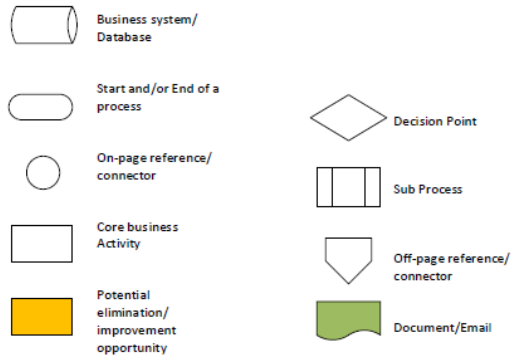 Business system/
Database
Start and/or End of a
process
On-page reference/
connector
Core business
Activity
Potential
elimination/
improvement
opportunity
Decision Point
Sub Process
Off-page reference/
connector
Document/Email